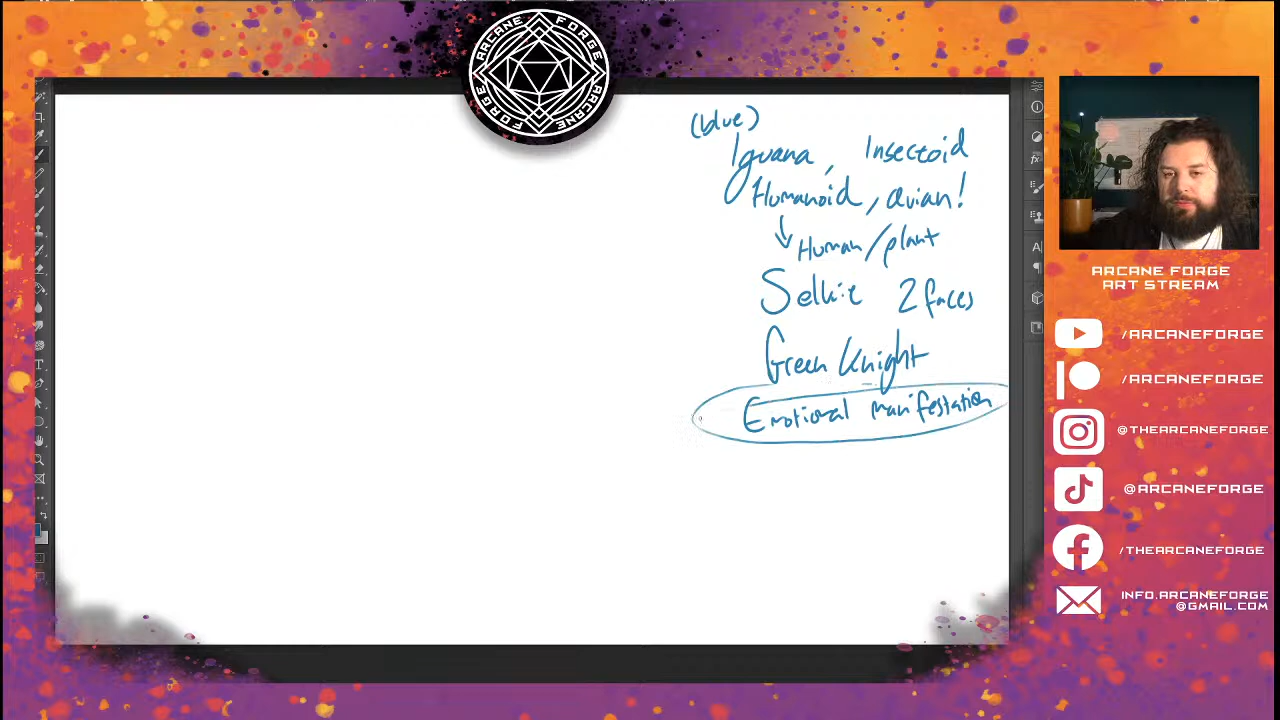 ARCANE FORGE ARCANE FORGE
(blue)
Iguana, Insectoid
Humanoid, avian!
↓ Human/plant
Selkie 2 faces
Green Knight
Emotional manifestation
ARCANE FORGE
ART STREAM
/ARCANEFORGE
/ARCANEFORGE
@THEARCANEFORGE
@ARCANEFORGE
/THEARCANEFORGE
INFO.ARCANEFORGE
@GMAIL.COM